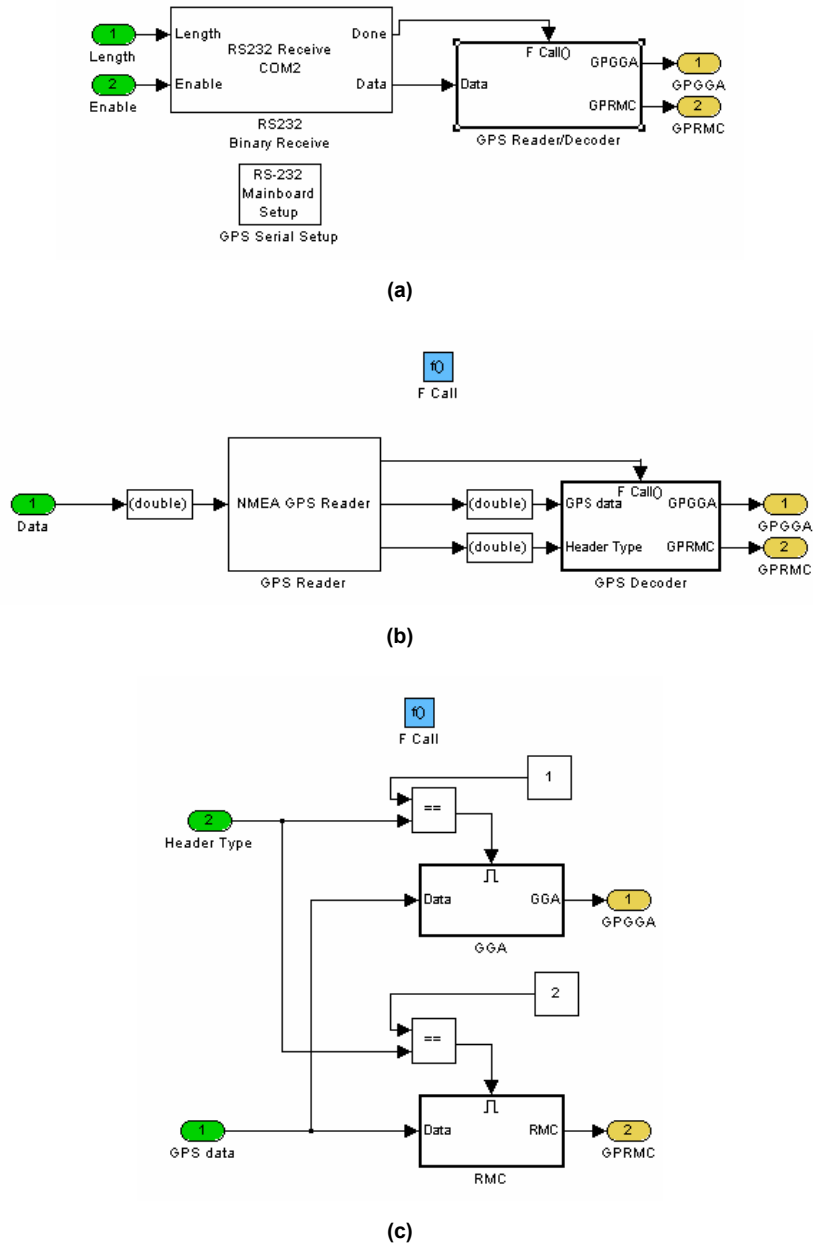 1
Length
2
Enable
Length
Enable
RS232 Receive
COM2
Done
Data
RS232
Binary Receive
F Call()
Data
GPGGA
GPRMC
GPS Reader/Decoder
1
GPGGA
2
GPRMC
RS-232
Mainboard
Setup
GPS Serial Setup
(a)
f()
F Call
1
Data
(double)
NMEA GPS Reader
GPS Reader
(double)
(double)
F Call()
GPS data
GPGGA
Header Type
GPRMC
GPS Decoder
1
GPGGA
2
GPRMC
(b)
f()
F Call
1
==
2
Header Type
Data
GGA
GGA
1
GPGGA
2
==
1
GPS data
Data
RMC
RMC
2
GPRMC
(c)